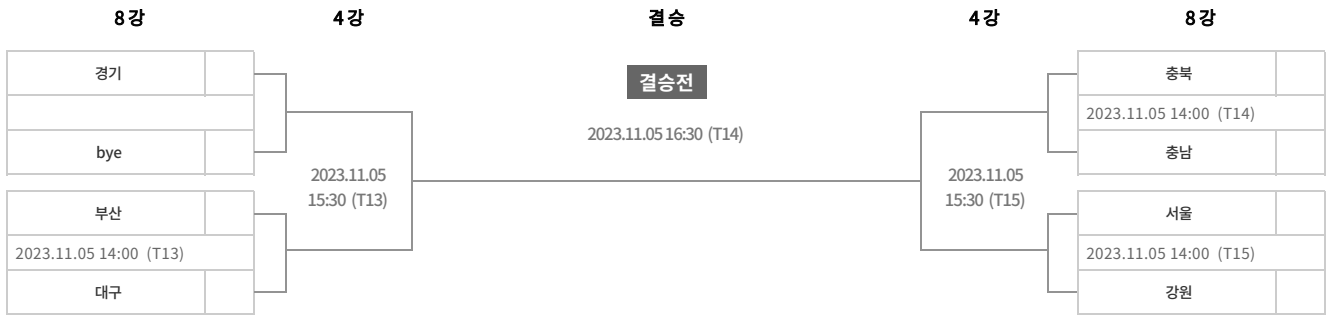 8강 4강 결승 4강 8강
경기
bye
부산
2023.11.05 14:00 (T13)
대구
2023.11.05
15:30 (T13)
결승전
2023.11.05 16:30 (T14)
2023.11.05
15:30 (T15)
충북
2023.11.05 14:00 (T14)
충남
서울
2023.11.05 14:00 (T15)
강원